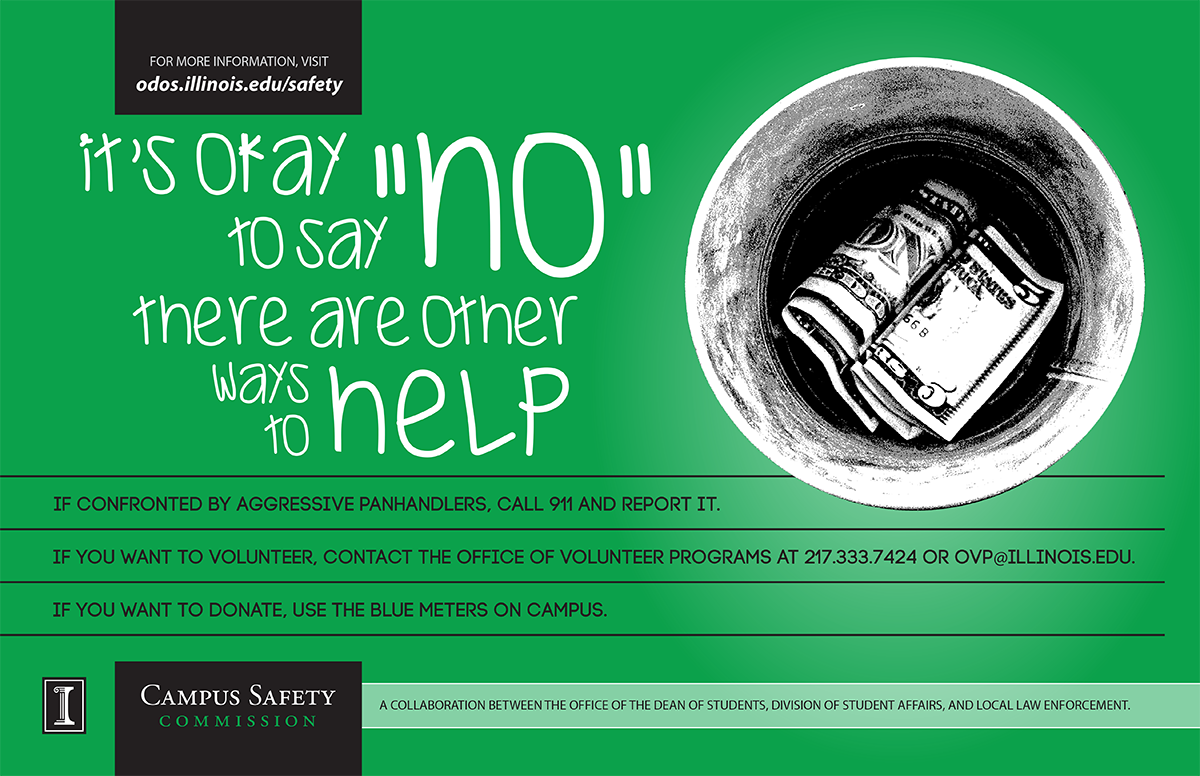 FOR MORE INFORMATION, VISIT
odos.illinois.edu/safety
it's okay "no"
to say
there are other
ways
to help
IF CONFRONTED BY AGGRESSIVE PANHANDLERS, CALL 911 AND REPORT IT.
IF YOU WANT TO VOLUNTEER, CONTACT THE OFFICE OF VOLUNTEER PROGRAMS AT 217.333.7424 OR OVP@ILLINOIS.EDU.
IF YOU WANT TO DONATE, USE THE BLUE METERS ON CAMPUS.
I
CAMPUS SAFETY
COMMISSION
A COLLABORATION BETWEEN THE OFFICE OF THE DEAN OF STUDENTS, DIVISION OF STUDENT AFFAIRS, AND LOCAL LAW ENFORCEMENT.